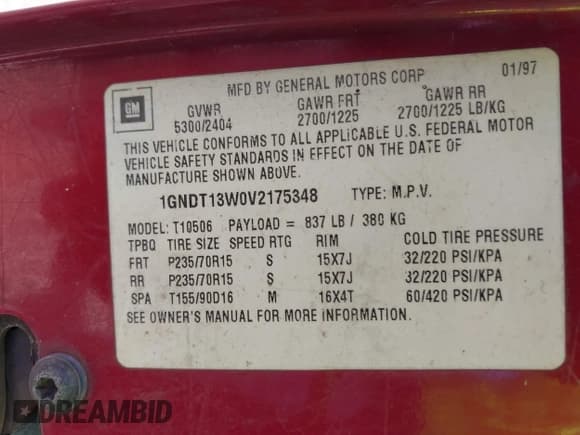 MFD BY GENERAL MOTORS CORP 01/97
GM
GVWR GAWR FRT GAWR RR
5300/2404 2700/1225 2700/1225 LB/KG
THIS VEHICLE CONFORMS TO ALL APPLICABLE U.S. FEDERAL MOTOR
VEHICLE SAFETY STANDARDS IN EFFECT ON THE DATE OF
MANUFACTURE SHOWN ABOVE.
1GNDT13W0V2175348 TYPE: M.P.V.
MODEL: T10506 PAYLOAD = 837 LB / 380 KG
TPBQ TIRE SIZE SPEED RTG RIM COLD TIRE PRESSURE
FRT P235/70R15 S 15X7J 32/220 PSI/KPA
RR P235/70R15 S 15X7J 32/220 PSI/KPA
SPA T155/90D16 M 16X4T 60/420 PSI/KPA
SEE OWNER'S MANUAL FOR MORE INFORMATION.
DREAMBID